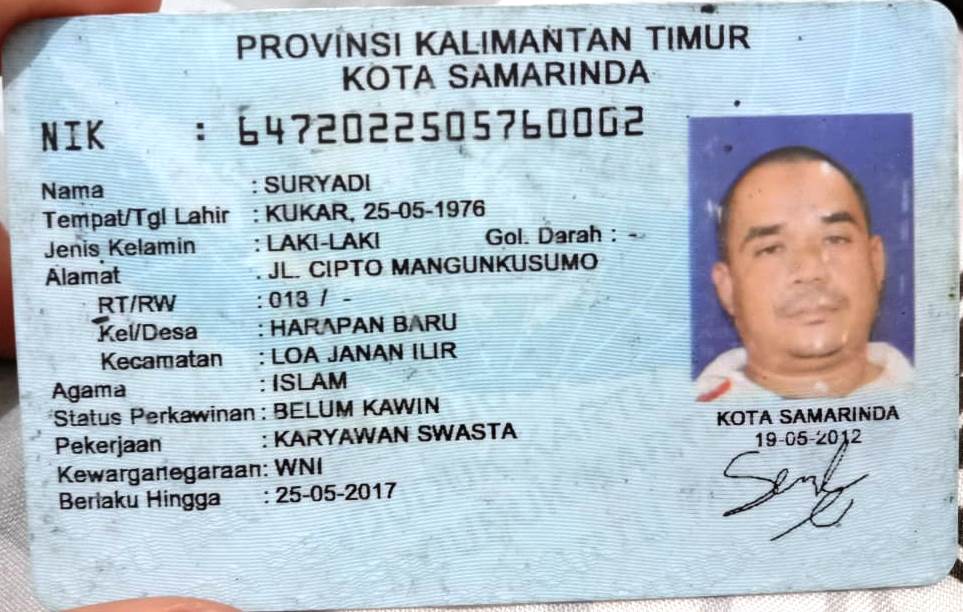 PROVINSI KALIMANTAN TIMUR
KOTA SAMARINDA
NIK : 6472022505760002
Nama : SURYADI
Tempat/Tgl Lahir : KUKAR, 25-05-1976
Jenis Kelamin : LAKI-LAKI Gol. Darah : -
Alamat : JL. CIPTO MANGUNKUSUMO
RT/RW : 013 / -
Kel/Desa : HARAPAN BARU
Kecamatan : LOA JANAN ILIR
Agama : ISLAM
Status Perkawinan : BELUM KAWIN
Pekerjaan : KARYAWAN SWASTA
Kewarganegaraan : WNI
Berlaku Hingga : 25-05-2017
KOTA SAMARINDA
19-05-2012